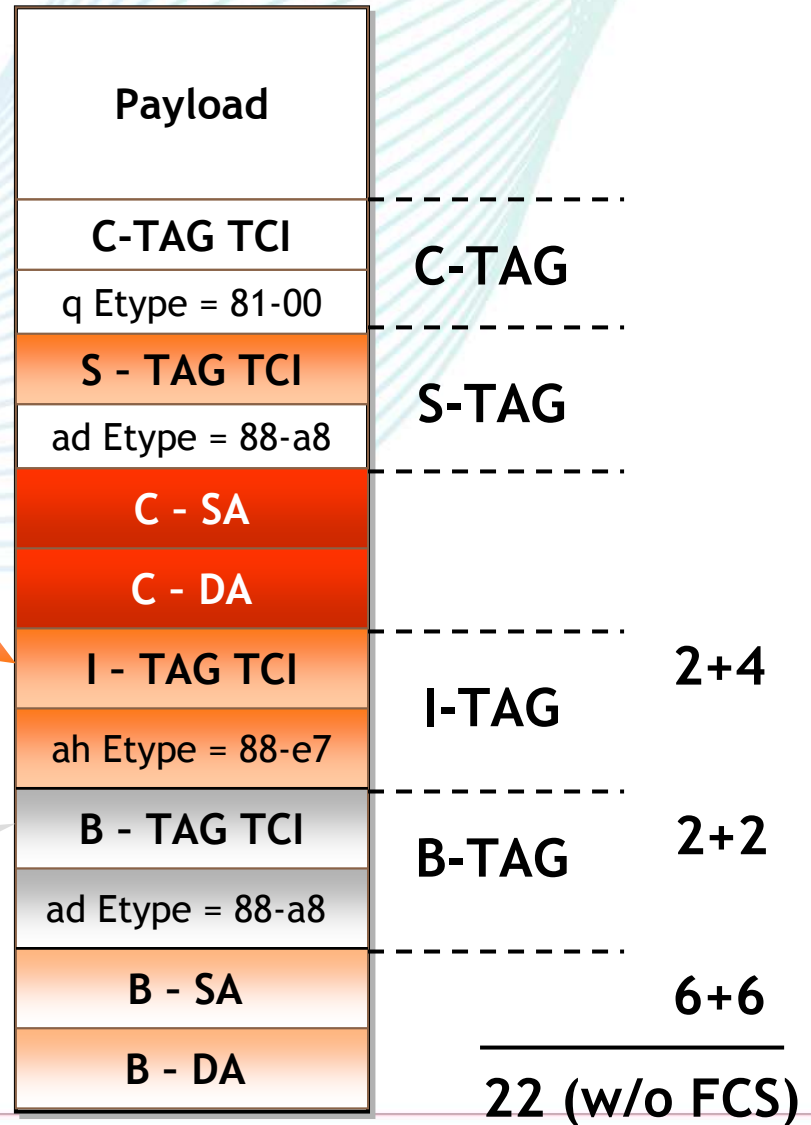 Payload
C-TAG TCI
C-TAG
q Etype = 81-00
S – TAG TCI
S-TAG
ad Etype = 88-a8
C – SA
C – DA
I – TAG TCI
2+4
I-TAG
ah Etype = 88-e7
B – TAG TCI
2+2
B-TAG
ad Etype = 88-a8
B – SA
6+6
B – DA
22 (w/o FCS)